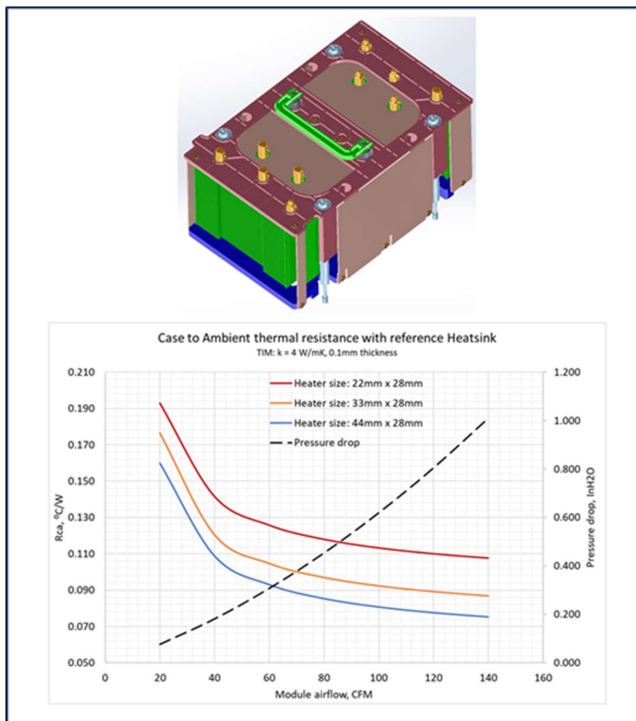 Case to Ambient thermal resistance with reference Heatsink
TIM: k = 4 W/mK, 0.1mm thickness
Heater size: 22mm x 28mm
Heater size: 33mm x 28mm
Heater size: 44mm x 28mm
Pressure drop
Rca, ⁰C/W
0.210
0.190
0.170
0.150
0.130
0.110
0.090
0.070
0.050
1.200
1.000
0.800
0.600
0.400
0.200
0.000
Pressure drop, InH2O
0
20
40
60
80
100
120
140
160
Module airflow, CFM